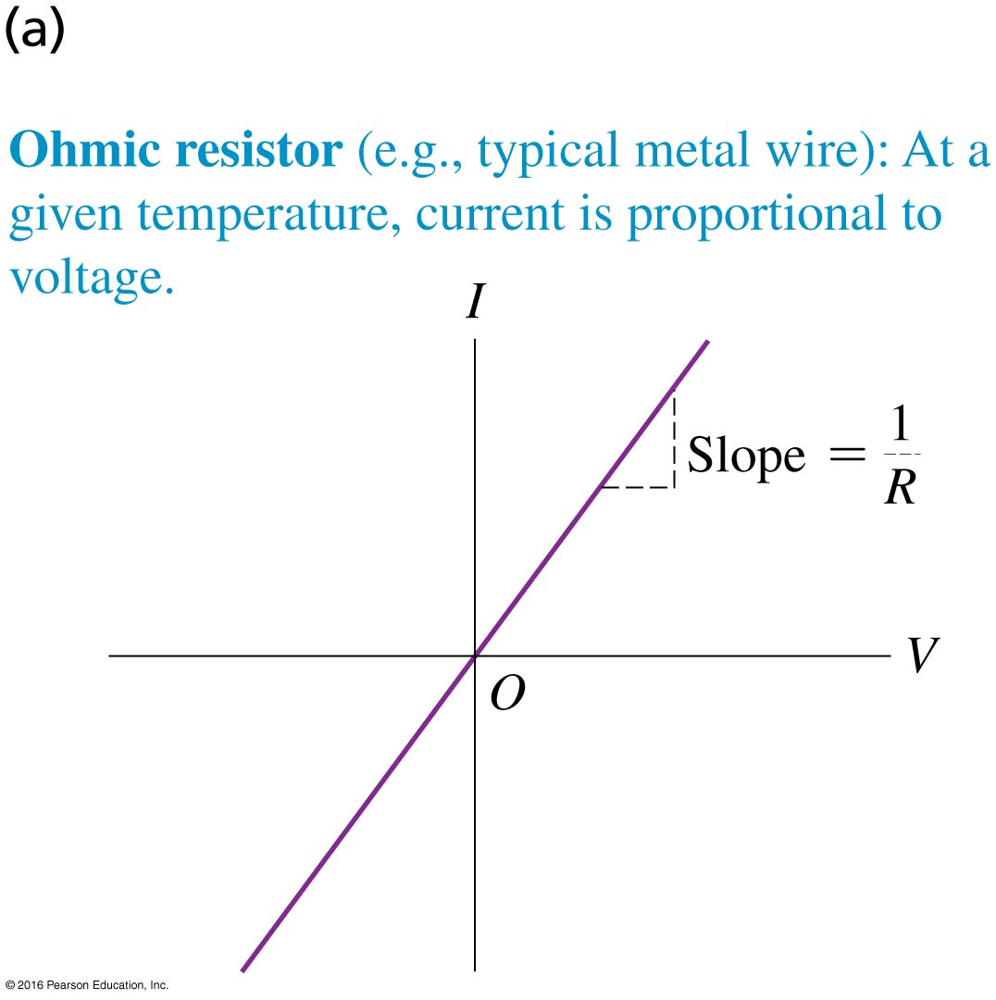 (a)
Ohmic resistor (e.g., typical metal wire): At a
given temperature, current is proportional to
voltage.
I
Slope = 1/R
V
O
© 2016 Pearson Education, Inc.